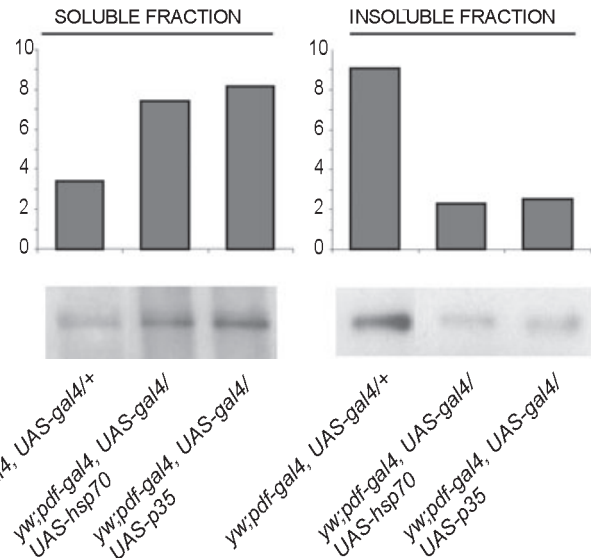 SOLUBLE FRACTION
INSOLUBLE FRACTION
10
8
6
4
2
0
10
8
6
4
2
0
UAS-gal4/+
yw;pdf-gal4, UAS-gal4/
UAS-hsp70
yw;pdf-gal4, UAS-gal4/
UAS-p35
yw;pdf-gal4, UAS-gal4/+
yw;pdf-gal4, UAS-gal4/
UAS-hsp70
yw;pdf-gal4, UAS-gal4/
UAS-p35